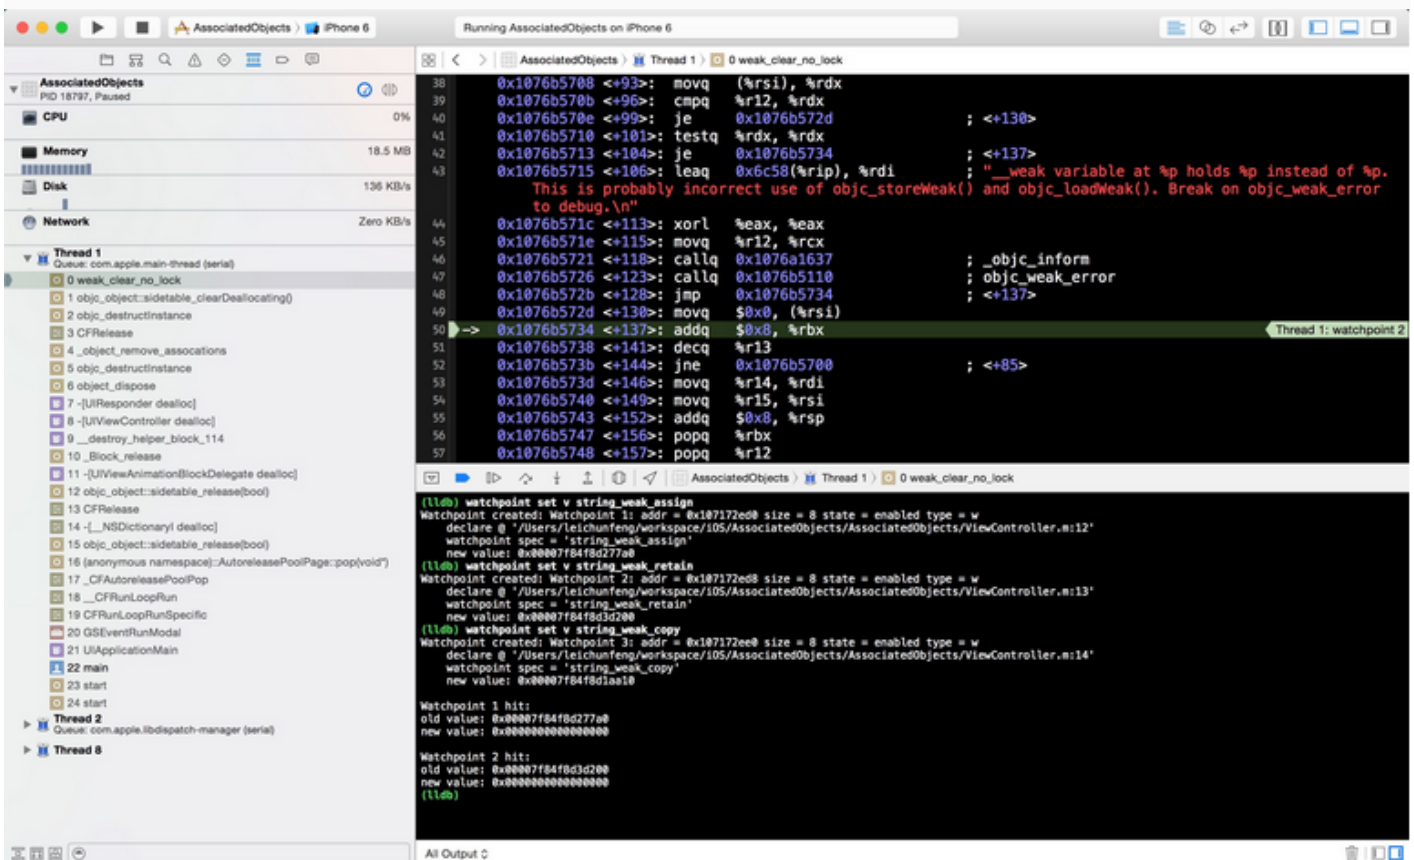 AssociatedObjects 〉 iPhone 6
Running AssociatedObjects on iPhone 6
AssociatedObjects
PID 18797, Paused
CPU 0%
Memory 18.5 MB
Disk 136 KB/s
Network Zero KB/s
Thread 1
Queue: com.apple.main-thread (serial)
0 weak_clear_no_lock
1 objc_object::sidetable_clearDeallocating()
2 objc_destructInstance
3 CFRelease
4 _object_remove_assocations
5 objc_destructInstance
6 object_dispose
7 -[UIResponder dealloc]
8 -[UIViewController dealloc]
9 __destroy_helper_block_114
10 _Block_release
11 -[UIViewAnimationBlockDelegate dealloc]
12 objc_object::sidetable_release(bool)
13 CFRelease
14 -[__NSDictionaryI dealloc]
15 objc_object::sidetable_release(bool)
16 (anonymous namespace)::AutoreleasePoolPage::pop(void*)
17 _CFAutoreleasePoolPop
18 __CFRunLoopRun
19 CFRunLoopRunSpecific
20 GSEventRunModal
21 UIApplicationMain
22 main
23 start
24 start
Thread 2
Queue: com.apple.libdispatch-manager (serial)
Thread 8
AssociatedObjects 〉 Thread 1 〉 0 weak_clear_no_lock
38 0x1076b5708 <+93>: movq (%rsi), %rdx
39 0x1076b570b <+96>: cmpq %r12, %rdx
40 0x1076b570e <+99>: je 0x1076b572d ; <+130>
41 0x1076b5710 <+101>: testq %rdx, %rdx
42 0x1076b5713 <+104>: je 0x1076b5734 ; <+137>
43 0x1076b5715 <+106>: leaq 0x6c58(%rip), %rdi ; "__weak variable at %p holds %p instead of %p.
This is probably incorrect use of objc_storeWeak() and objc_loadWeak(). Break on objc_weak_error
to debug.\n"
44 0x1076b571c <+113>: xorl %eax, %eax
45 0x1076b571e <+115>: movq %r12, %rcx
46 0x1076b5721 <+118>: callq 0x1076a1637 ; _objc_inform
47 0x1076b5726 <+123>: callq 0x1076b5110 ; objc_weak_error
48 0x1076b572b <+128>: jmp 0x1076b5734 ; <+137>
49 0x1076b572d <+130>: movq $0x0, (%rsi)
50 -> 0x1076b5734 <+137>: addq $0x8, %rbx Thread 1: watchpoint 2
51 0x1076b5738 <+141>: decq %r13
52 0x1076b573b <+144>: jne 0x1076b5700 ; <+85>
53 0x1076b573d <+146>: movq %r14, %rdi
54 0x1076b5740 <+149>: movq %r15, %rsi
55 0x1076b5743 <+152>: addq $0x8, %rsp
56 0x1076b5747 <+156>: popq %rbx
57 0x1076b5748 <+157>: popq %r12
AssociatedObjects 〉 Thread 1 〉 0 weak_clear_no_lock
(lldb) watchpoint set v string_weak_assign
Watchpoint created: Watchpoint 1: addr = 0x107172ed0 size = 8 state = enabled type = w
declare @ '/Users/leichunfeng/workspace/iOS/AssociatedObjects/AssociatedObjects/ViewController.m:12'
watchpoint spec = 'string_weak_assign'
new value: 0x00007f84f8d277a0
(lldb) watchpoint set v string_weak_retain
Watchpoint created: Watchpoint 2: addr = 0x107172ed8 size = 8 state = enabled type = w
declare @ '/Users/leichunfeng/workspace/iOS/AssociatedObjects/AssociatedObjects/ViewController.m:13'
watchpoint spec = 'string_weak_retain'
new value: 0x00007f84f8d3d200
(lldb) watchpoint set v string_weak_copy
Watchpoint created: Watchpoint 3: addr = 0x107172ee0 size = 8 state = enabled type = w
declare @ '/Users/leichunfeng/workspace/iOS/AssociatedObjects/AssociatedObjects/ViewController.m:14'
watchpoint spec = 'string_weak_copy'
new value: 0x00007f84f8d1aa10
Watchpoint 1 hit:
old value: 0x00007f84f8d277a0
new value: 0x0000000000000000
Watchpoint 2 hit:
old value: 0x00007f84f8d3d200
new value: 0x0000000000000000
(lldb)
All Output